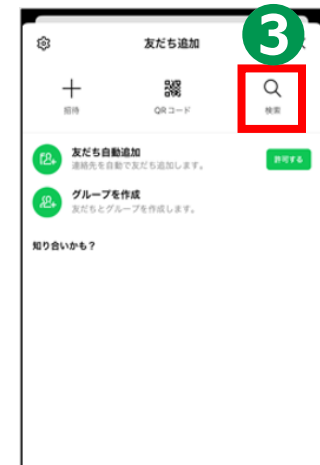 3
友だち追加
招待
QRコード
検索
友だち自動追加
連絡先を自動で友だち追加します。
許可する
グループを作成
友だちとグループを作成します。
知り合いかも？